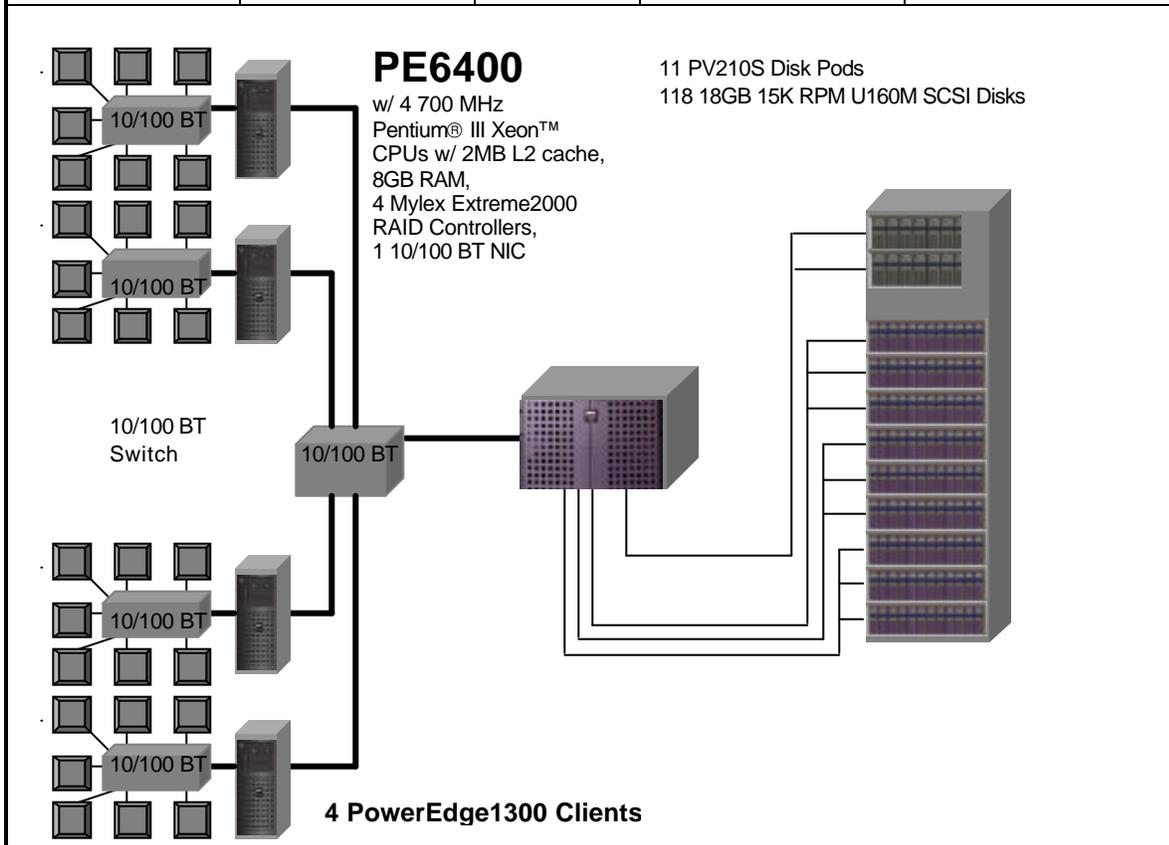 PE6400
w/ 4 700 MHz
Pentium® III Xeon™
CPUs w/ 2MB L2 cache,
8GB RAM,
4 Mylex Extreme2000
RAID Controllers,
1 10/100 BT NIC
11 PV210S Disk Pods
118 18GB 15K RPM U160M SCSI Disks
10/100 BT
10/100 BT
10/100 BT
Switch
10/100 BT
10/100 BT
10/100 BT
4 PowerEdge1300 Clients